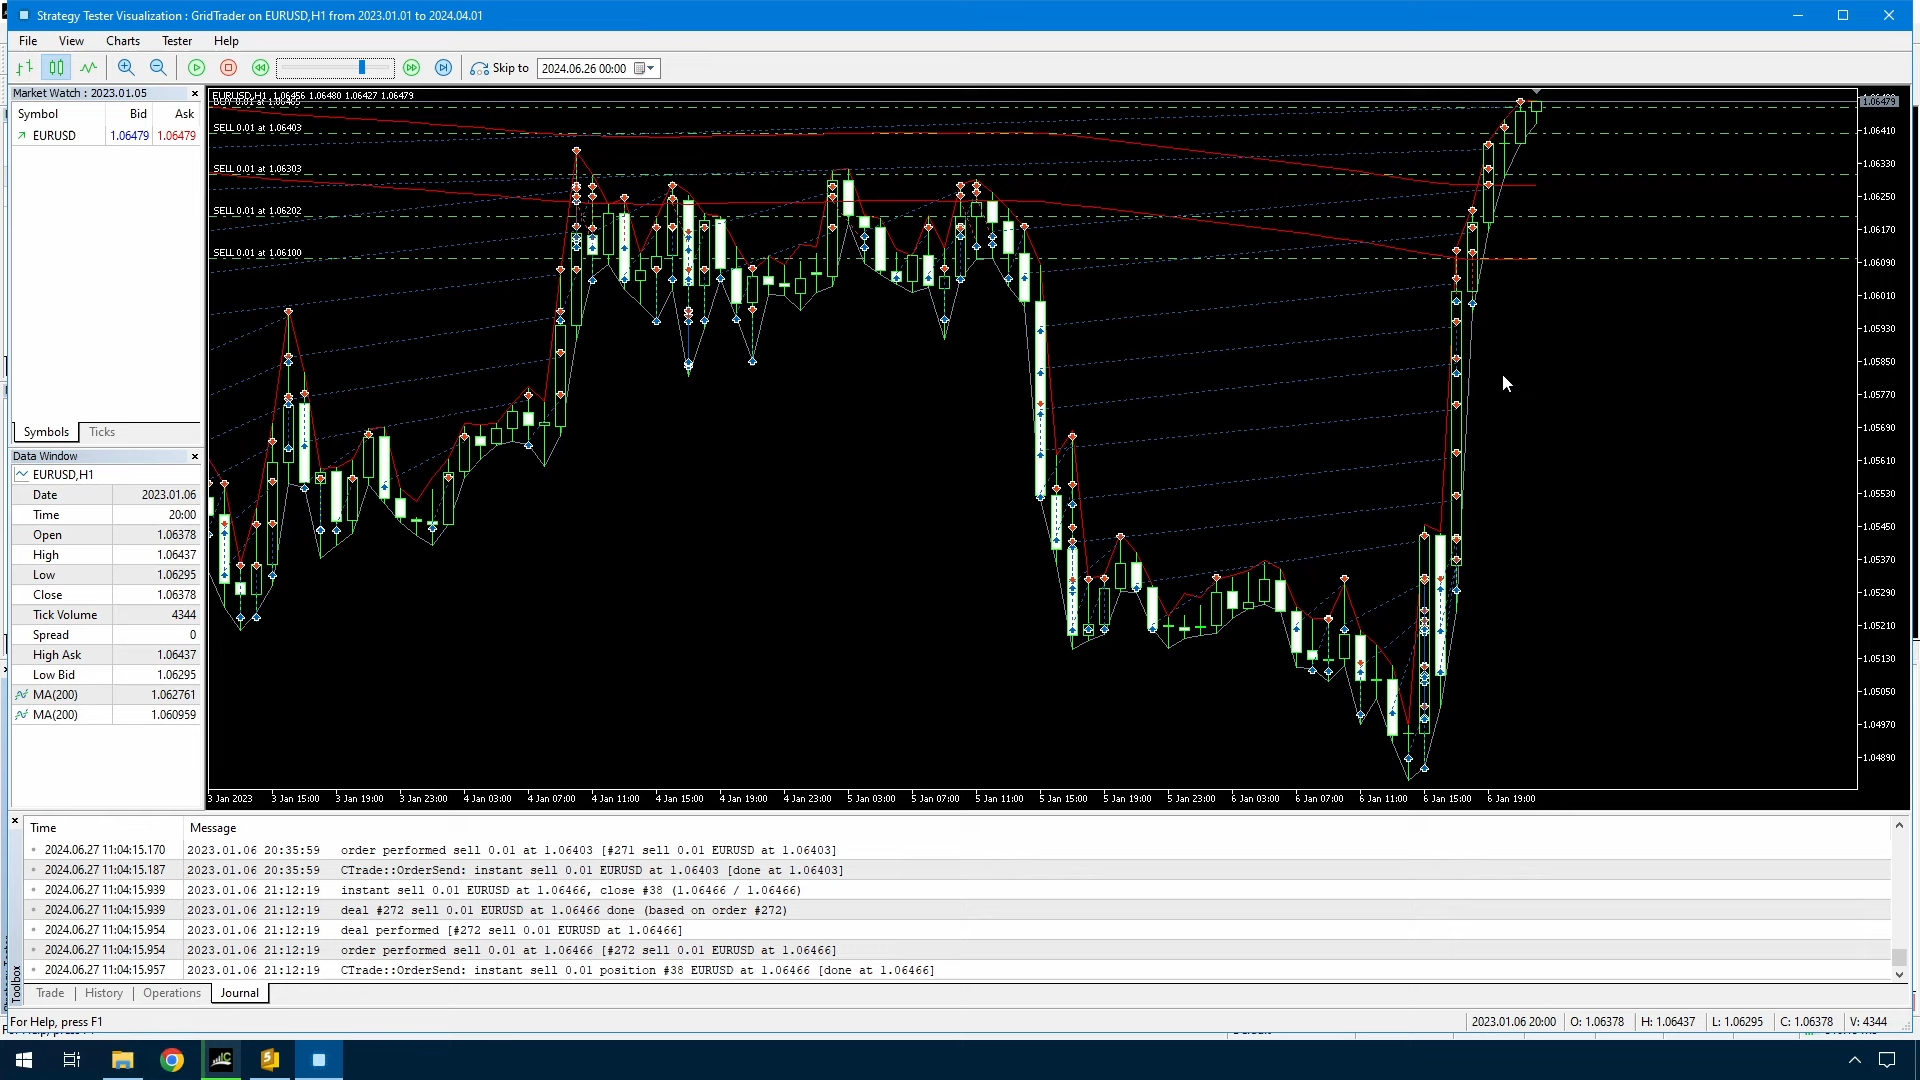 Strategy Tester Visualization : GridTrader on EURUSD,H1 from 2023.01.01 to 2024.04.01
File View Charts Tester Help
Skip to 2024.06.26 00:00
Market Watch : 2023.01.05
Symbol Bid Ask
EURUSD 1.06479 1.06479
Symbols Ticks
Data Window
EURUSD,H1
Date 2023.01.06
Time 20:00
Open 1.06378
High 1.06437
Low 1.06295
Close 1.06378
Tick Volume 4344
Spread 0
High Ask 1.06437
Low Bid 1.06295
MA(200) 1.062761
MA(200) 1.060959
EURUSD,H1 1.06456 1.06480 1.06427 1.06479
BUY 0.01 at 1.06465
SELL 0.01 at 1.06403
SELL 0.01 at 1.06303
SELL 0.01 at 1.06202
SELL 0.01 at 1.06100
1.06479
1.06410
1.06330
1.06250
1.06170
1.06090
1.06010
1.05930
1.05850
1.05770
1.05690
1.05610
1.05530
1.05450
1.05370
1.05290
1.05210
1.05130
1.05050
1.04970
1.04890
3 Jan 2023 3 Jan 15:00 3 Jan 19:00 3 Jan 23:00 4 Jan 03:00 4 Jan 07:00 4 Jan 11:00 4 Jan 15:00 4 Jan 19:00 4 Jan 23:00 5 Jan 03:00 5 Jan 07:00 5 Jan 11:00 5 Jan 15:00 5 Jan 19:00 5 Jan 23:00 6 Jan 03:00 6 Jan 07:00 6 Jan 11:00 6 Jan 15:00 6 Jan 19:00
Time Message
2024.06.27 11:04:15.170 2023.01.06 20:35:59 order performed sell 0.01 at 1.06403 [#271 sell 0.01 EURUSD at 1.06403]
2024.06.27 11:04:15.187 2023.01.06 20:35:59 CTrade::OrderSend: instant sell 0.01 EURUSD at 1.06403 [done at 1.06403]
2024.06.27 11:04:15.939 2023.01.06 21:12:19 instant sell 0.01 EURUSD at 1.06466, close #38 (1.06466 / 1.06466)
2024.06.27 11:04:15.939 2023.01.06 21:12:19 deal #272 sell 0.01 EURUSD at 1.06466 done (based on order #272)
2024.06.27 11:04:15.954 2023.01.06 21:12:19 deal performed [#272 sell 0.01 EURUSD at 1.06466]
2024.06.27 11:04:15.954 2023.01.06 21:12:19 order performed sell 0.01 at 1.06466 [#272 sell 0.01 EURUSD at 1.06466]
2024.06.27 11:04:15.957 2023.01.06 21:12:19 CTrade::OrderSend: instant sell 0.01 position #38 EURUSD at 1.06466 [done at 1.06466]
Toolbox
Trade History Operations Journal
For Help, press F1
2023.01.06 20:00 O: 1.06378 H: 1.06437 L: 1.06295 C: 1.06378 V: 4344